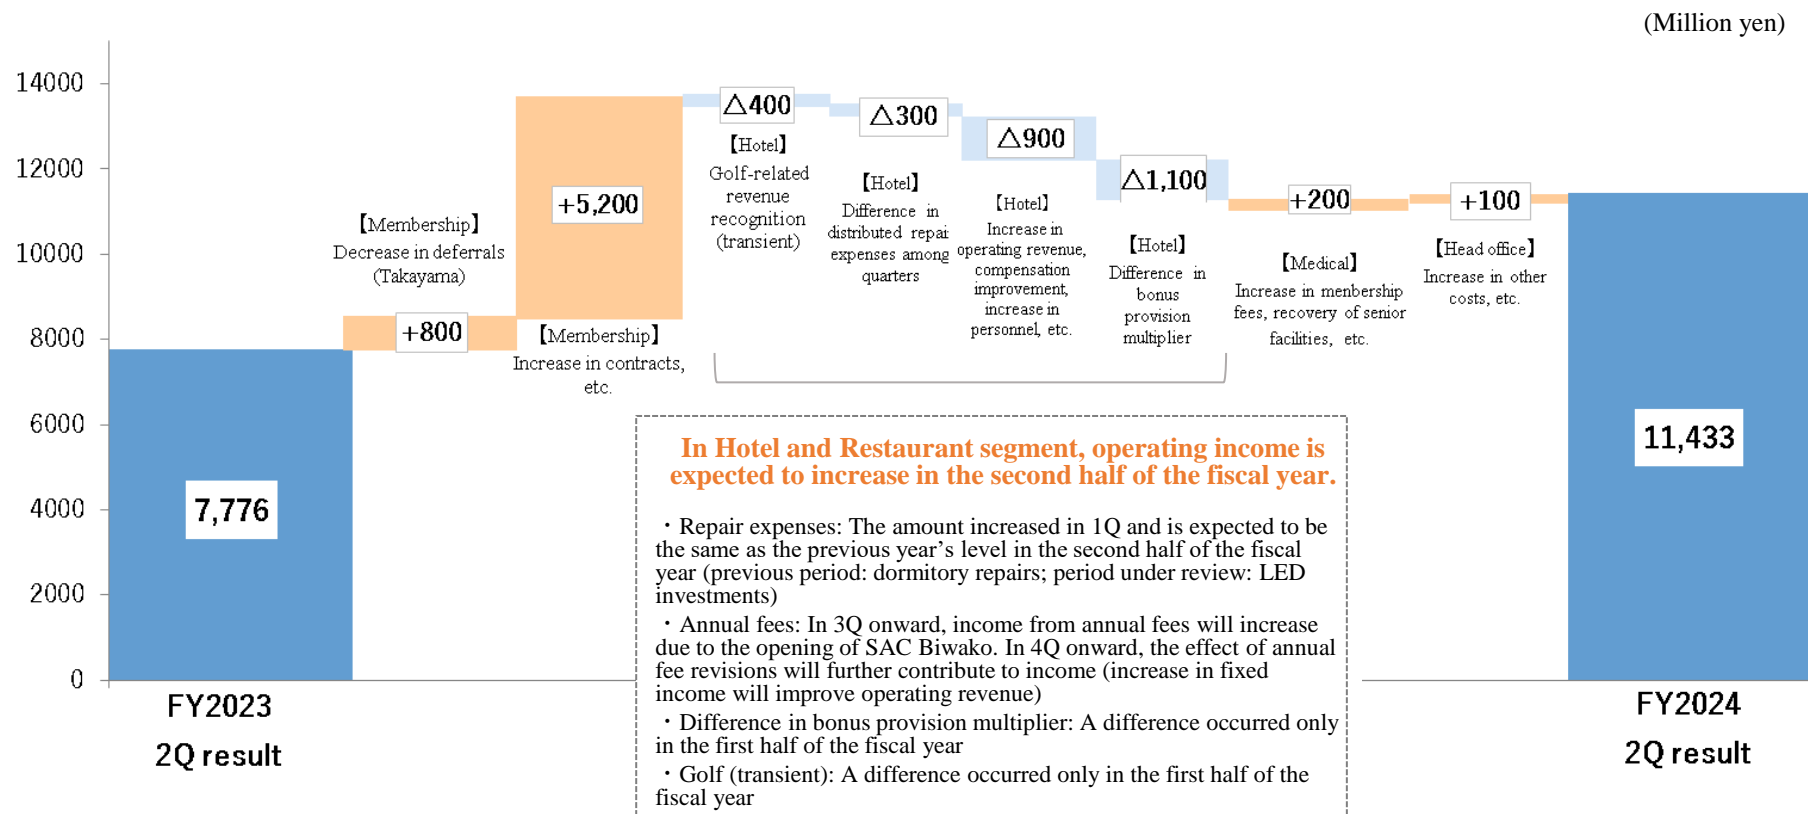 (Million yen)
14000
12000
10000
8000
6000
4000
2000
0
7,776
FY2023
2Q result
【Membership】
Decrease in deferrals
(Takayama)
+800
+5,200
【Membership】
Increase in contracts,
etc.
△400
【Hotel】
Golf-related
revenue
recognition
(transient)
△300
【Hotel】
Difference in
distributed repai
expenses among
quarters
△900
【Hotel】
Increase in
operating revenue,
compensation
improvement,
increase in
personnel, etc.
△1,100
【Hotel】
Difference in
bonus
provision
multiplier
+200
【Medical】
Increase in menbership
fees, recovery of senior
facilities, etc.
+100
【Head office】
Increase in other
costs, etc.
11,433
FY2024
2Q result
In Hotel and Restaurant segment, operating income is
expected to increase in the second half of the fiscal year.
・Repair expenses: The amount increased in 1Q and is expected to be
the same as the previous year’s level in the second half of the fiscal
year (previous period: dormitory repairs; period under review: LED
investments)
・Annual fees: In 3Q onward, income from annual fees will increase
due to the opening of SAC Biwako. In 4Q onward, the effect of annual
fee revisions will further contribute to income (increase in fixed
income will improve operating revenue)
・Difference in bonus provision multiplier: A difference occurred only
in the first half of the fiscal year
・Golf (transient): A difference occurred only in the first half of the
fiscal year